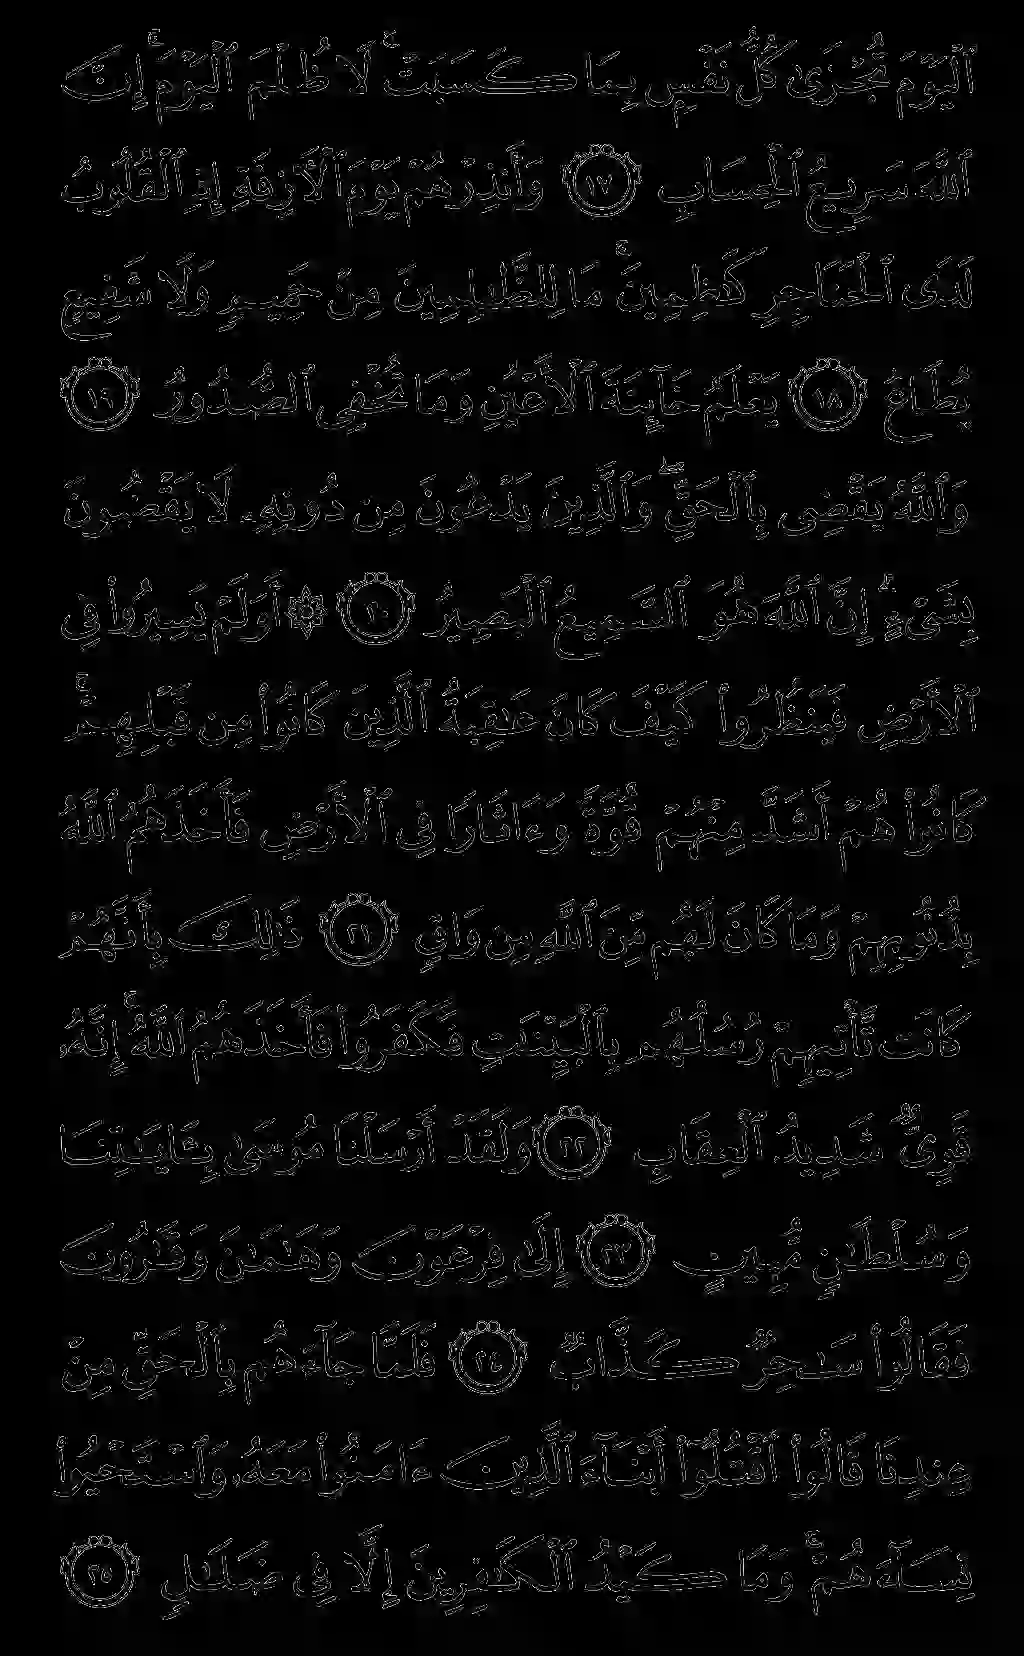 ٱلْيَوْمَ تُجْزَىٰ كُلُّ نَفْسٍۭ بِمَا كَسَبَتْ ۚ لَا ظُلْمَ ٱلْيَوْمَ ۚ إِنَّ
ٱللَّهَ سَرِيعُ ٱلْحِسَابِ ١٧ وَأَنذِرْهُمْ يَوْمَ ٱلْأَزِفَةِ إِذِ ٱلْقُلُوبُ
لَدَى ٱلْحَنَاجِرِ كَـٰظِمِينَ ۚ مَا لِلظَّـٰلِمِينَ مِنْ حَمِيمٍ وَلَا شَفِيعٍ
يُطَاعُ ١٨ يَعْلَمُ خَآئِنَةَ ٱلْأَعْيُنِ وَمَا تُخْفِى ٱلصُّدُورُ ١٩
وَٱللَّهُ يَقْضِى بِٱلْحَقِّ ۖ وَٱلَّذِينَ يَدْعُونَ مِن دُونِهِۦ لَا يَقْضُونَ
بِشَىْءٍ ۗ إِنَّ ٱللَّهَ هُوَ ٱلسَّمِيعُ ٱلْبَصِيرُ ٢٠ ۞ أَوَلَمْ يَسِيرُوا۟ فِى
ٱلْأَرْضِ فَيَنظُرُوا۟ كَيْفَ كَانَ عَـٰقِبَةُ ٱلَّذِينَ كَانُوا۟ مِن قَبْلِهِمْ ۚ
كَانُوا۟ هُمْ أَشَدَّ مِنْهُمْ قُوَّةً وَءَاثَارًا فِى ٱلْأَرْضِ فَأَخَذَهُمُ ٱللَّهُ
بِذُنُوبِهِمْ وَمَا كَانَ لَهُم مِّنَ ٱللَّهِ مِن وَاقٍ ٢١ ذَٰلِكَ بِأَنَّهُمْ
كَانَت تَّأْتِيهِمْ رُسُلُهُم بِٱلْبَيِّنَـٰتِ فَكَفَرُوا۟ فَأَخَذَهُمُ ٱللَّهُ ۚ إِنَّهُۥ
قَوِىٌّ شَدِيدُ ٱلْعِقَابِ ٢٢ وَلَقَدْ أَرْسَلْنَا مُوسَىٰ بِـَٔايَـٰتِنَا
وَسُلْطَـٰنٍ مُّبِينٍ ٢٣ إِلَىٰ فِرْعَوْنَ وَهَـٰمَـٰنَ وَقَـٰرُونَ
فَقَالُوا۟ سَـٰحِرٌ كَذَّابٌ ٢٤ فَلَمَّا جَآءَهُم بِٱلْحَقِّ مِنْ
عِندِنَا قَالُوا۟ ٱقْتُلُوٓا۟ أَبْنَآءَ ٱلَّذِينَ ءَامَنُوا۟ مَعَهُۥ وَٱسْتَحْيُوا۟
نِسَآءَهُمْ ۚ وَمَا كَيْدُ ٱلْكَـٰفِرِينَ إِلَّا فِى ضَلَـٰلٍ ٢٥